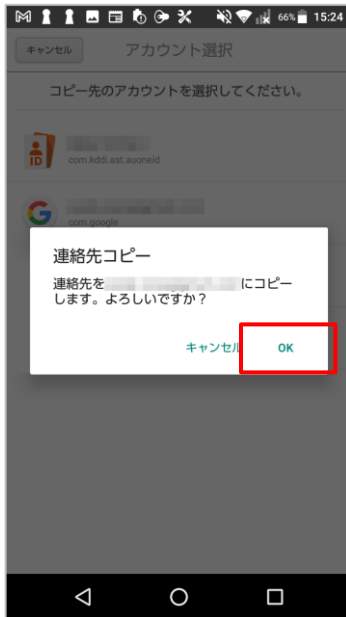 66% 15:24
キャンセル アカウント選択
コピー先のアカウントを選択してください。
ID
com.kddi.ast.auoneid
com.google
連絡先コピー
連絡先を にコピー
します。よろしいですか？
キャンセル OK